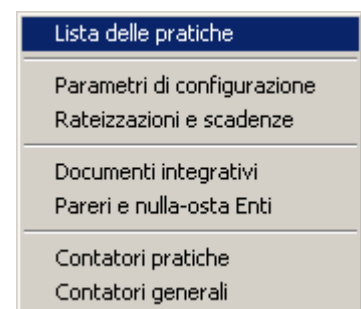 Lista delle pratiche
Parametri di configurazione
Rateizzazioni e scadenze
Documenti integrativi
Pareri e nulla-osta Enti
Contatori pratiche
Contatori generali